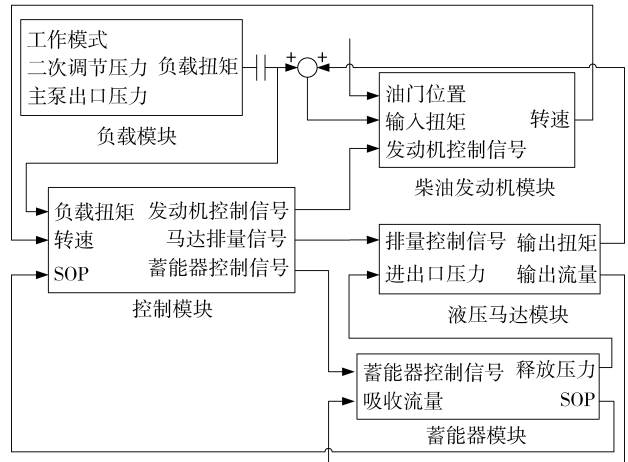 工作模式
二次调节压力 负载扭矩
主泵出口压力
负载模块
+ +
油门位置
输入扭矩 转速
发动机控制信号
柴油发动机模块
负载扭矩 发动机控制信号
转速 马达排量信号
SOP 蓄能器控制信号
控制模块
排量控制信号 输出扭矩
进出口压力 输出流量
液压马达模块
蓄能器控制信号 释放压力
吸收流量 SOP
蓄能器模块